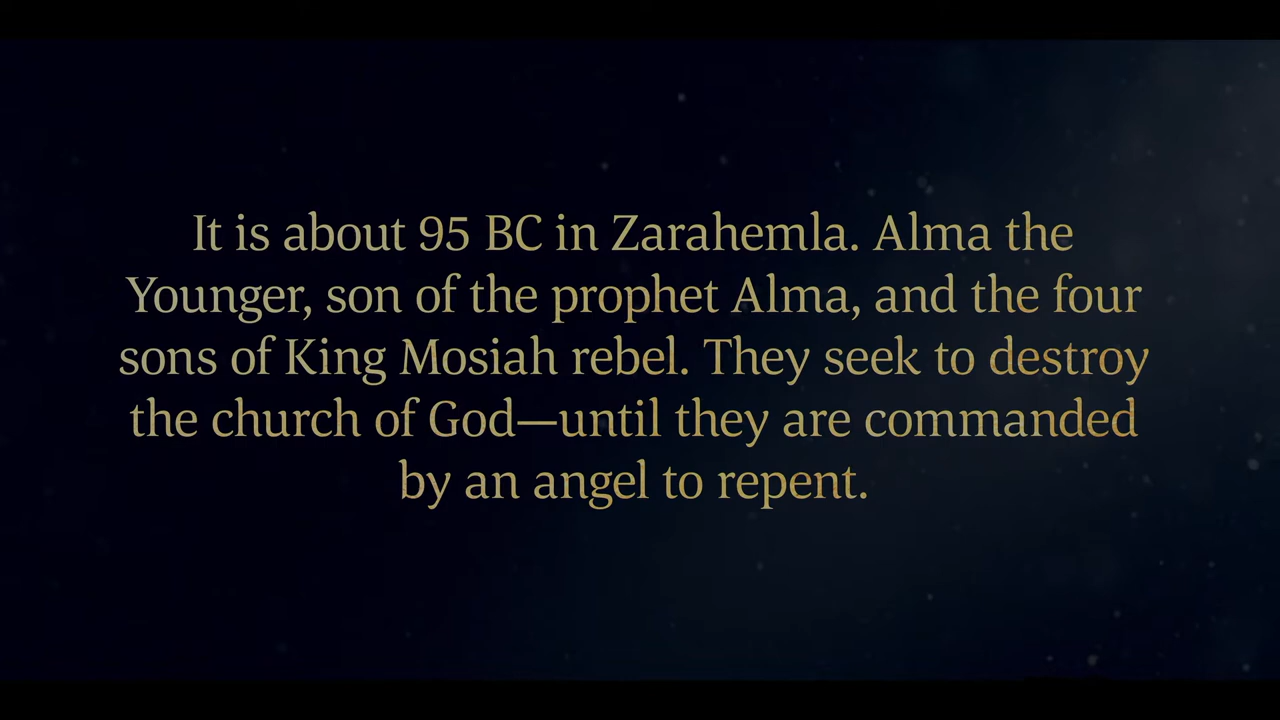 It is about 95 BC in Zarahemla. Alma the
Younger, son of the prophet Alma, and the four
sons of King Mosiah rebel. They seek to destroy
the church of God—until they are commanded
by an angel to repent.